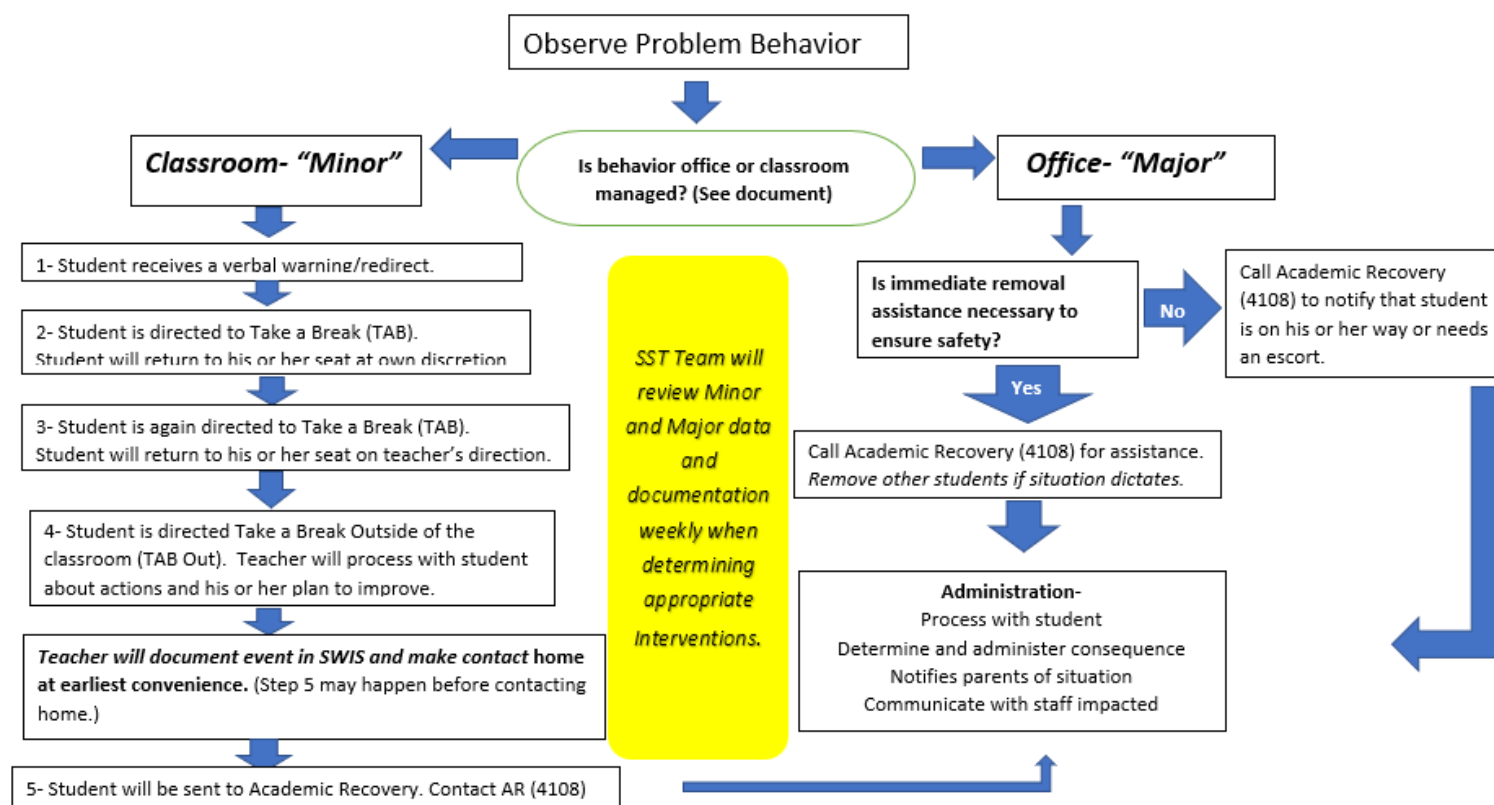 Observe Problem Behavior
Classroom- “Minor”
Is behavior office or classroom
managed? (See document)
Office- “Major”
1- Student receives a verbal warning/redirect.
2- Student is directed to Take a Break (TAB).
Student will return to his or her seat at own discretion
3- Student is again directed to Take a Break (TAB).
Student will return to his or her seat on teacher’s direction.
4- Student is directed Take a Break Outside of the
classroom (TAB Out).  Teacher will process with student
about actions and his or her plan to improve.
Teacher will document event in SWIS and make contact home
at earliest convenience. (Step 5 may happen before contacting
home.)
5- Student will be sent to Academic Recovery. Contact AR (4108)
SST Team will
review Minor
and Major data
and
documentation
weekly when
determining
appropriate
Interventions.
Is immediate removal
assistance necessary to
ensure safety?
No
Call Academic Recovery
(4108) to notify that student
is on his or her way or needs
an escort.
Yes
Call Academic Recovery (4108) for assistance.
Remove other students if situation dictates.
Administration-
Process with student
Determine and administer consequence
Notifies parents of situation
Communicate with staff impacted